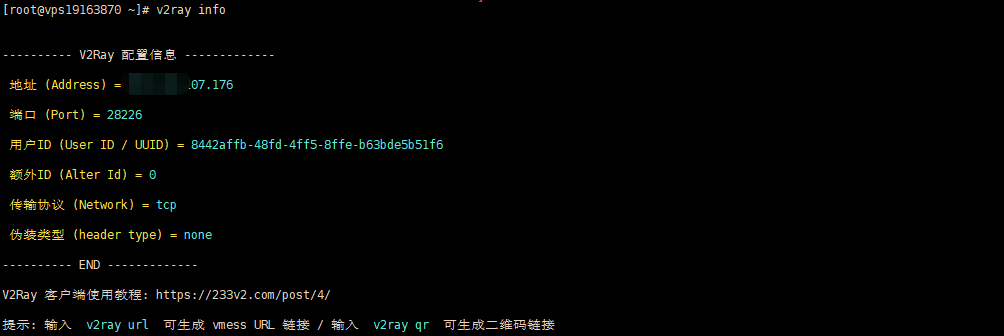 [root@vps19163870 ~]# v2ray info
---------- V2Ray 配置信息 -------------
地址 (Address) = 07.176
端口 (Port) = 28226
用户ID (User ID / UUID) = 8442affb-48fd-4ff5-8ffe-b63bde5b51f6
额外ID (Alter Id) = 0
传输协议 (Network) = tcp
伪装类型 (header type) = none
---------- END -------------
V2Ray 客户端使用教程: https://233v2.com/post/4/
提示: 输入 v2ray url 可生成 vmess URL 链接 / 输入 v2ray qr 可生成二维码链接